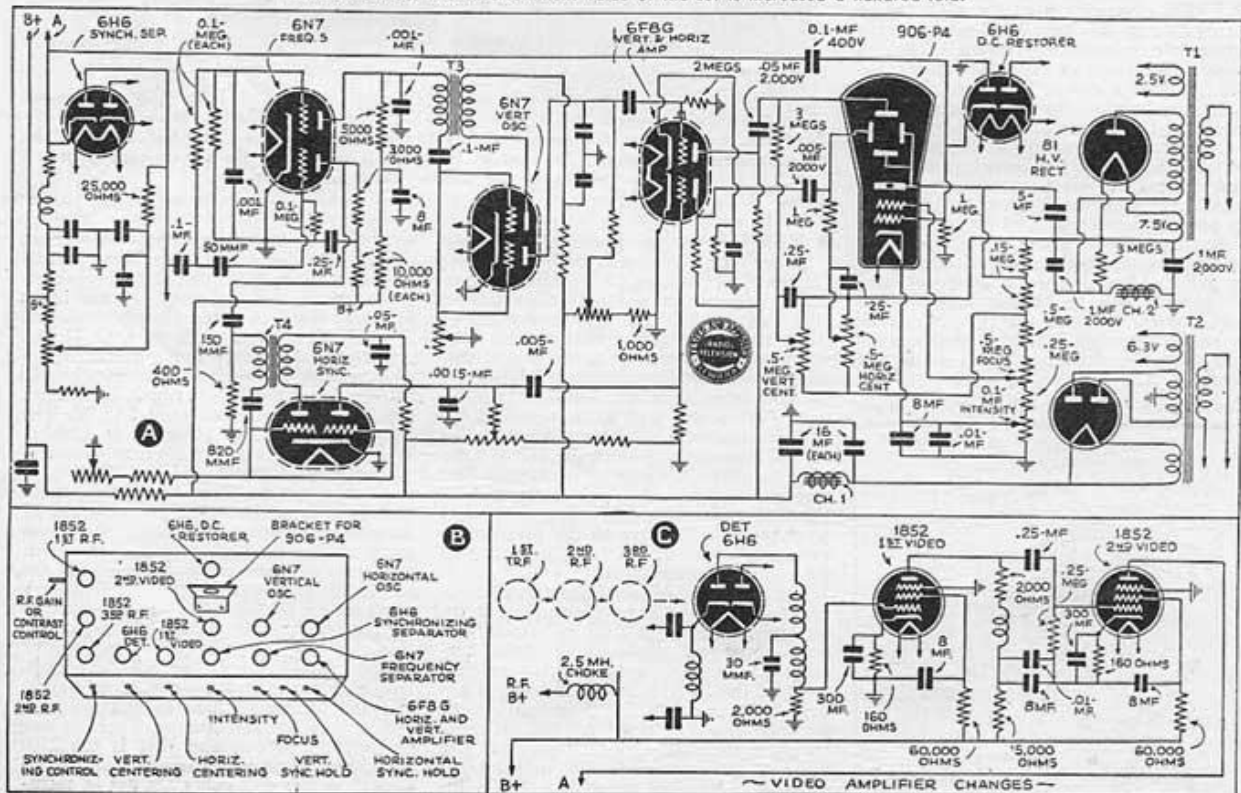 B+
A
6H6
SYNCH. SEP.
0.1-
MEG.
(EACH)
6N7
FREQ. S
.001-
MF.
T3
6N7
VERT
OSC.
6F8G
VERT. & HORIZ
AMP
2 MEGS
0.1-MF
400V
.05 MF
2,000V
906-P4
6H6
D.C. RESTORER
T1
2.5V
81
H.V.
RECT
7.5V
3 MEGS
1 MF
2000V.
CH. 2
1 MF
2000V
T2
6.3V
25,000
OHMS
.1-
MF.
50 MMF
.001
MF
0.1-
MEG.
.25-
MF.
3,000
OHMS
8
MF
.1-MF
10,000
OHMS
(EACH)
B+
.05-
MF.
150
MMF
T4
400-
OHMS
6N7
HORIZ
SYNC.
.0015-MF
.005-
MF
820
MMF
A
1,000
OHMS
RADIO
TELEVISION
3
MEGS
.005-MF
2000V
1
MEG.
.25-
MF
.25-
MF
.5-
MEG
VERT
CENT.
.5-
MEG
HORIZ
CENT.
1
MEG.
.5-
MF
.15-
MEG
.5-
MEG
.5-
MEG
FOCUS
.25-
MEG
0.1-
MF
INTENSITY
8 MF
.01-
MF
16
MF
(EACH)
CH. 1
B
1852
1ST R.F.
6H6, D.C.
RESTORER
BRACKET FOR
906-P4
1852
2ND VIDEO
6N7
VERTICAL
OSC.
6N7
HORIZONTAL
OSC
R.F. GAIN
OR
CONTRAST
CONTROL
1852
3RD R.F.
6H6
DET.
1852
1ST
VIDEO
6H6
SYNCHRONIZING
SEPARATOR
6N7
FREQUENCY
SEPARATOR
1852
2ND R.F.
6F8G
HORIZ. AND
VERT.
AMPLIFIER
INTENSITY
FOCUS
SYNCHRONIZ-
ING CONTROL
VERT.
CENTERING
HORIZ.
CENTERING
VERT.
SYNC. HOLD
HORIZONTAL
SYNC. HOLD
C
1ST.
T.R.F.
2ND
R.F
3RD
R.F
DET
6H6
1852
1ST VIDEO
.25-MF
1852
2ND VIDEO
2,000
OHMS
.25-
MEG
300
MF
160 OHMS
8
MF.
30
MMF.
2.5 MH.
CHOKE
R.F.
B+
2,000
OHMS
300
MF.
160
OHMS
8 MF.
.01-
MF
8 MF
60,000
OHMS
5,000
OHMS
60,000
OHMS
B+
A
~ VIDEO AMPLIFIER CHANGES ~